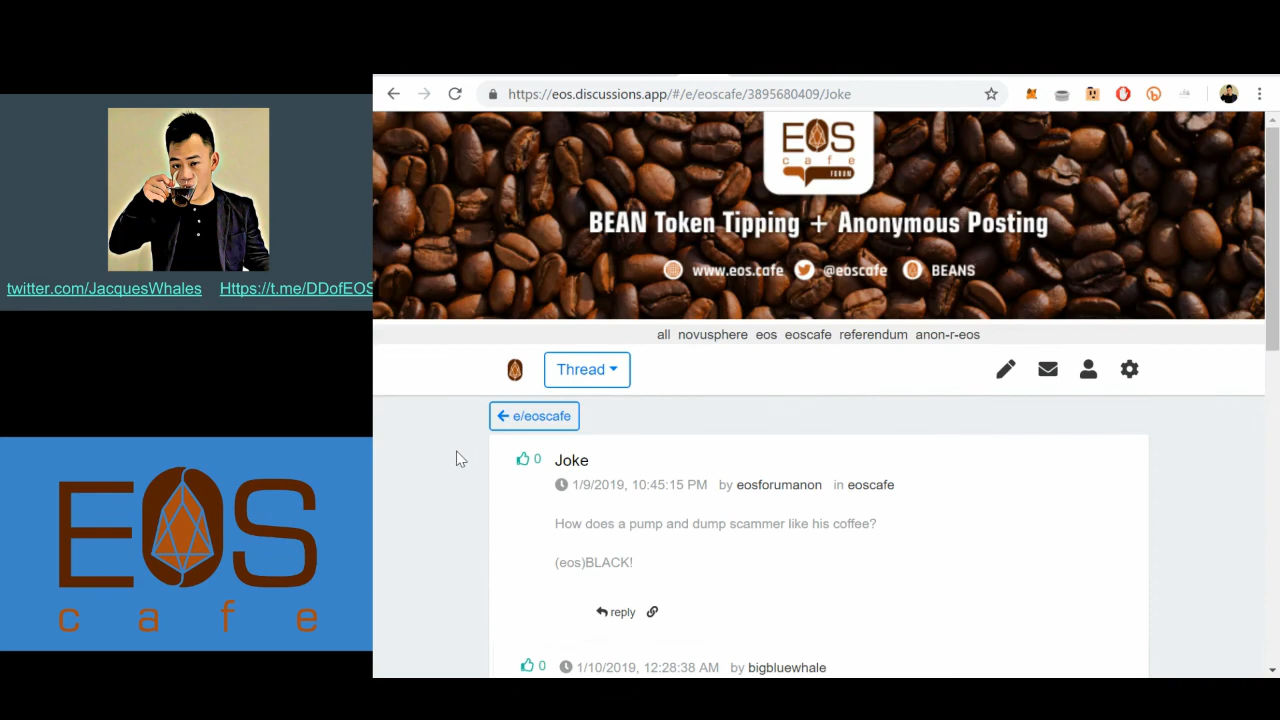 twitter.com/JacquesWhales Https://t.me/DDofEOS
EOS
cafe
https://eos.discussions.app/#/e/eoscafe/3895680409/Joke
EOS
cafe
FORUM
BEAN Token Tipping + Anonymous Posting
www.eos.cafe @eoscafe BEANS
all novusphere eos eoscafe referendum anon-r-eos
Thread
e/eoscafe
0 Joke
1/9/2019, 10:45:15 PM by eosforumanon in eoscafe
How does a pump and dump scammer like his coffee?
(eos)BLACK!
reply
0 1/10/2019, 12:28:38 AM by bigbluewhale